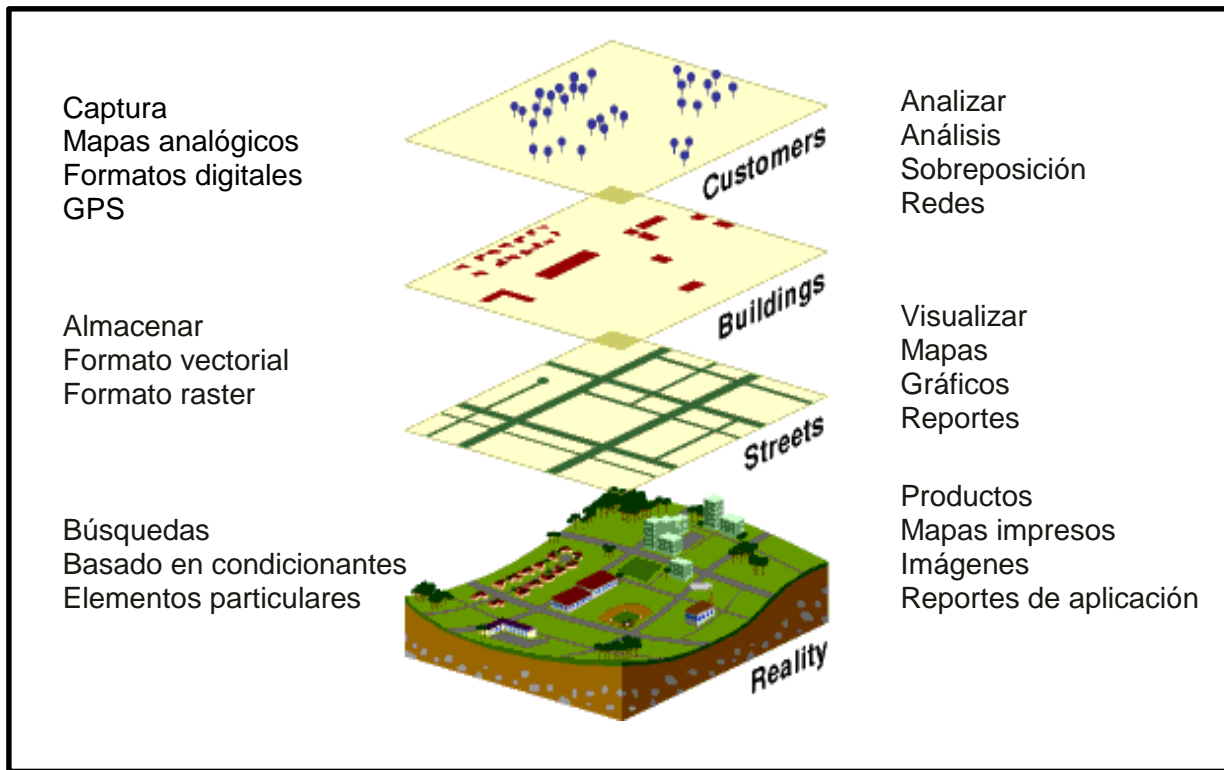 Captura
Mapas analógicos
Formatos digitales
GPS
Almacenar
Formato vectorial
Formato raster
Búsquedas
Basado en condicionantes
Elementos particulares
Customers
Buildings
Streets
Reality
Analizar
Análisis
Sobreposición
Redes
Visualizar
Mapas
Gráficos
Reportes
Productos
Mapas impresos
Imágenes
Reportes de aplicación